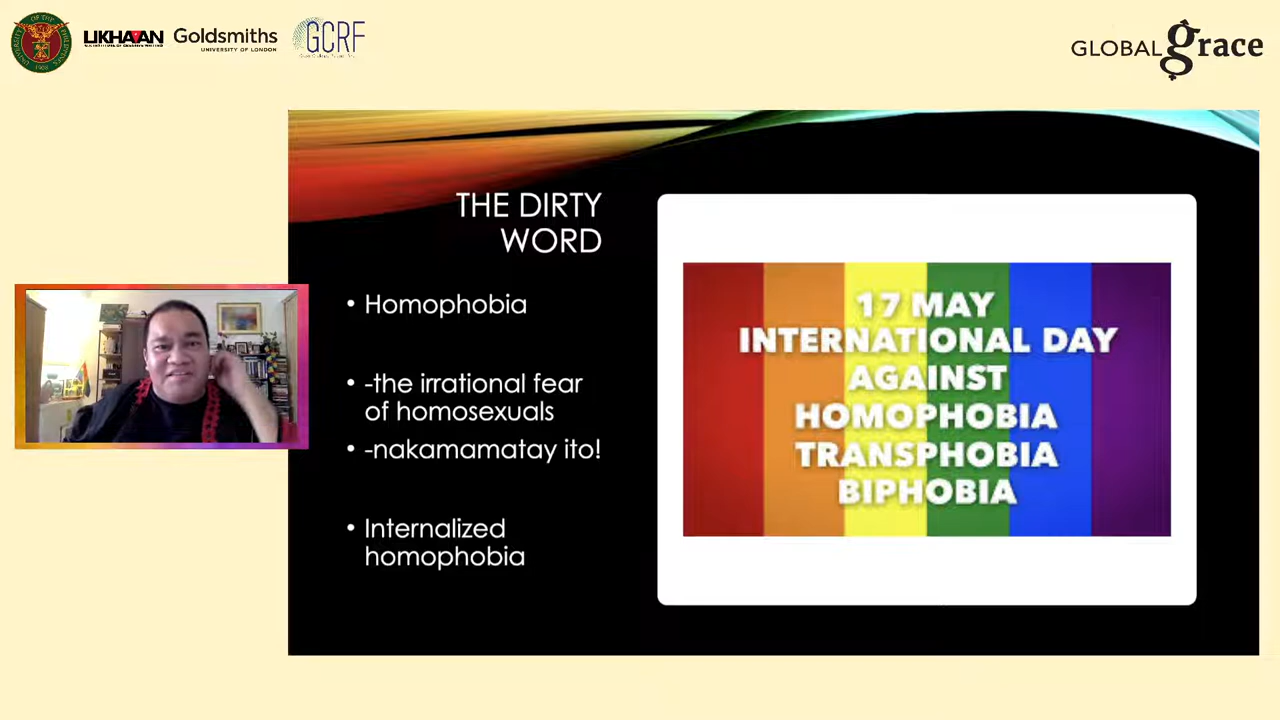 LIKHAAN
Goldsmiths
UNIVERSITY OF LONDON
GCRF
GLOBAL grace
THE DIRTY
WORD
• Homophobia
• -the irrational fear
of homosexuals
• -nakamamatay ito!
• Internalized
homophobia
17 MAY
INTERNATIONAL DAY
AGAINST
HOMOPHOBIA
TRANSPHOBIA
BIPHOBIA